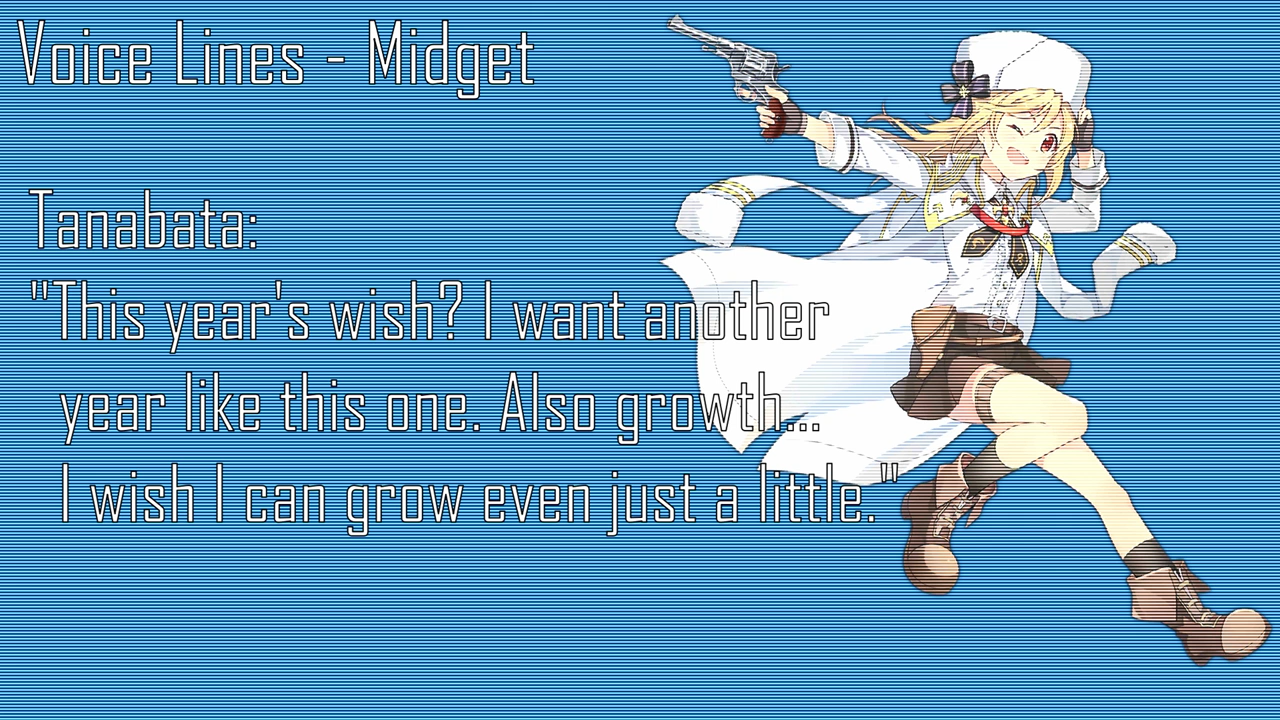 Voice Lines - Midget
Tanabata:
"This year's wish? I want another
year like this one. Also growth...
I wish I can grow even just a little."